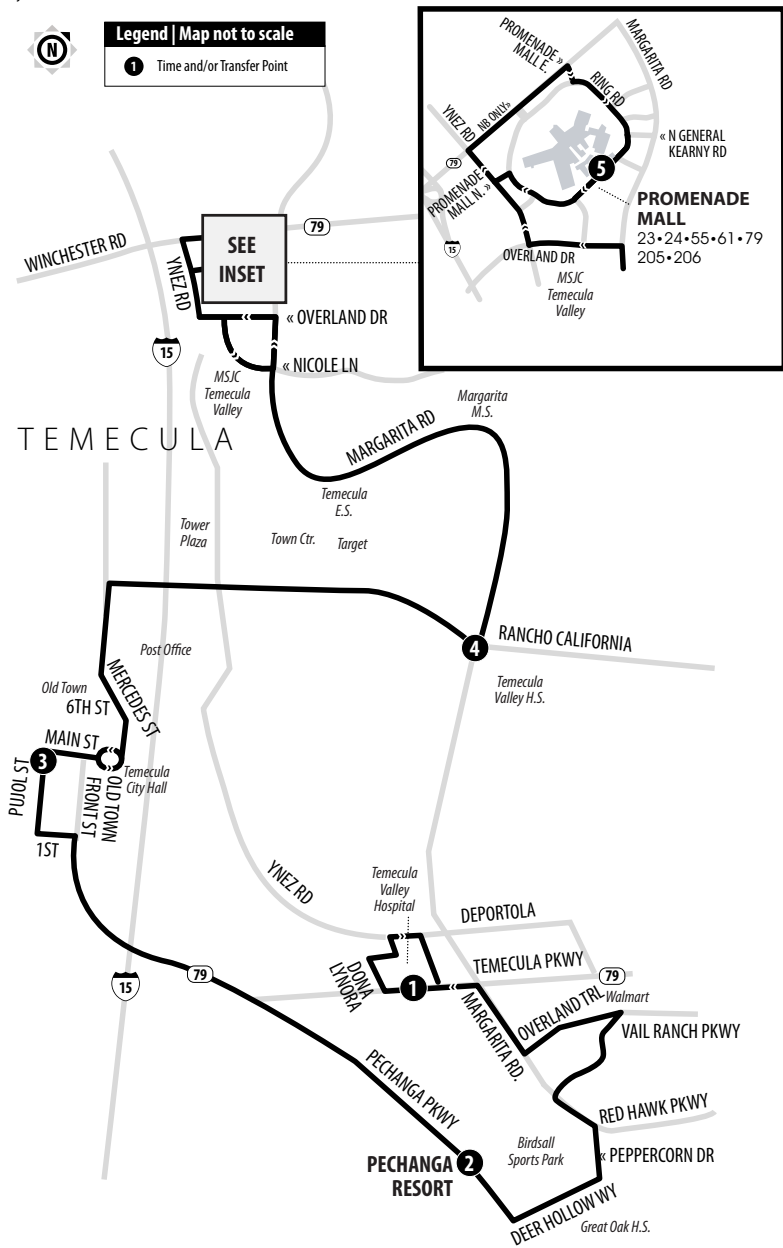 N
Legend | Map not to scale
1 Time and/or Transfer Point
PROMENADE »
MALL E.
MARGARITA RD
RING RD
YNEZ RD
NB ONLY»
79
« N GENERAL
KEARNY RD
5
PROMENADE
MALL N. »
PROMENADE
MALL
23•24•55•61•79
205•206
15
OVERLAND DR
MSJC
Temecula
Valley
79
WINCHESTER RD
SEE
INSET
YNEZ RD
« OVERLAND DR
15
« NICOLE LN
MSJC
Temecula
Valley
Margarita
M.S.
TEMECULA
MARGARITA RD
Temecula
E.S.
Tower
Plaza
Town Ctr.
Target
RANCHO CALIFORNIA
4
Post Office
Temecula
Valley H.S.
Old Town
6TH ST
MERCEDES ST
MAIN ST
3
Temecula
City Hall
PUJOL ST
OLD TOWN
FRONT ST
1ST
YNEZ RD
Temecula
Valley
Hospital
DEPORTOLA
TEMECULA PKWY
79
15
79
DONA
LYNORA
1
MARGARITA RD.
OVERLAND TRL
Walmart
VAIL RANCH PKWY
PECHANGA PKWY
RED HAWK PKWY
Birdsall
Sports Park
« PEPPERCORN DR
PECHANGA
RESORT
2
DEER HOLLOW WY
Great Oak H.S.